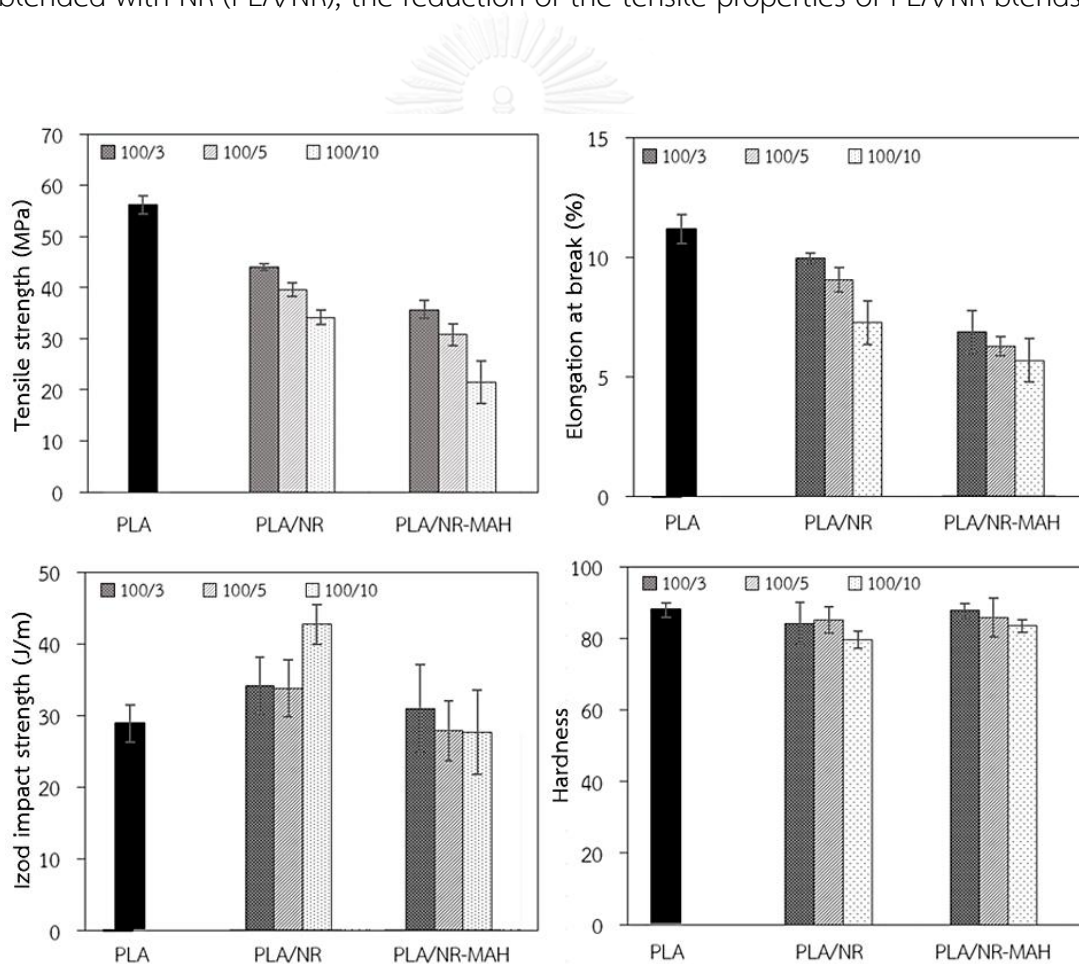 blended with NR (PLA/NR), the reduction of the tensile properties of PLA/NR blends
70
60
50
40
30
20
10
0
Tensile strength (MPa)
100/3 100/5 100/10
PLA PLA/NR PLA/NR-MAH
15
10
5
0
Elongation at break (%)
100/3 100/5 100/10
PLA PLA/NR PLA/NR-MAH
50
40
30
20
10
0
Izod impact strength (J/m)
100/3 100/5 100/10
PLA PLA/NR PLA/NR-MAH
100
80
60
40
20
0
Hardness
100/3 100/5 100/10
PLA PLA/NR PLA/NR-MAH